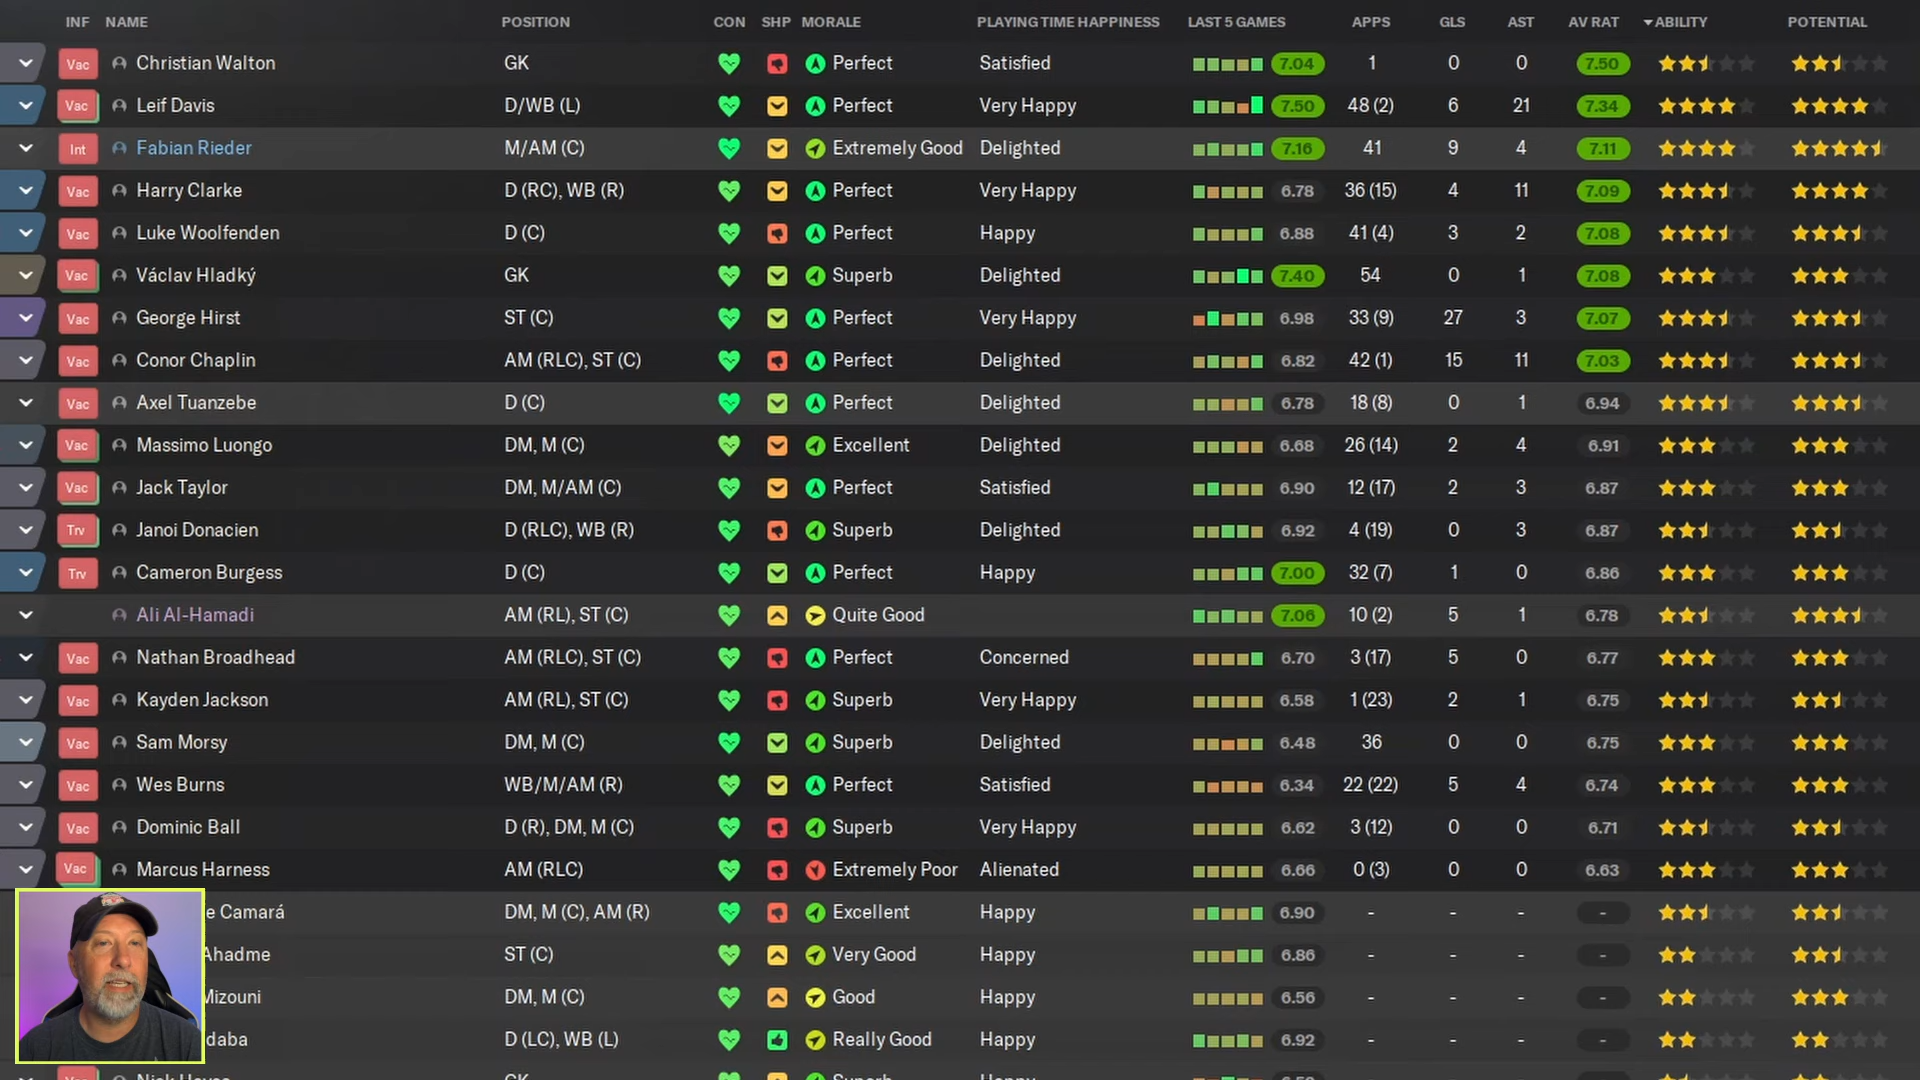 INF NAME POSITION CON SHP MORALE PLAYING TIME HAPPINESS LAST 5 GAMES APPS GLS AST AV RAT ABILITY POTENTIAL
Vac Christian Walton GK Perfect Satisfied 7.04 1 0 0 7.50
Vac Leif Davis D/WB (L) Perfect Very Happy 7.50 48 (2) 6 21 7.34
Int Fabian Rieder M/AM (C) Extremely Good Delighted 7.16 41 9 4 7.11
Vac Harry Clarke D (RC), WB (R) Perfect Very Happy 6.78 36 (15) 4 11 7.09
Vac Luke Woolfenden D (C) Perfect Happy 6.88 41 (4) 3 2 7.08
Vac Václav Hladký GK Superb Delighted 7.40 54 0 1 7.08
Vac George Hirst ST (C) Perfect Very Happy 6.98 33 (9) 27 3 7.07
Vac Conor Chaplin AM (RLC), ST (C) Perfect Delighted 6.82 42 (1) 15 11 7.03
Vac Axel Tuanzebe D (C) Perfect Delighted 6.78 18 (8) 0 1 6.94
Vac Massimo Luongo DM, M (C) Excellent Delighted 6.68 26 (14) 2 4 6.91
Vac Jack Taylor DM, M/AM (C) Perfect Satisfied 6.90 12 (17) 2 3 6.87
Trv Janoi Donacien D (RLC), WB (R) Superb Delighted 6.92 4 (19) 0 3 6.87
Trv Cameron Burgess D (C) Perfect Happy 7.00 32 (7) 1 0 6.86
Ali Al-Hamadi AM (RL), ST (C) Quite Good 7.06 10 (2) 5 1 6.78
Vac Nathan Broadhead AM (RLC), ST (C) Perfect Concerned 6.70 3 (17) 5 0 6.77
Vac Kayden Jackson AM (RL), ST (C) Superb Very Happy 6.58 1 (23) 2 1 6.75
Vac Sam Morsy DM, M (C) Superb Delighted 6.48 36 0 0 6.75
Vac Wes Burns WB/M/AM (R) Perfect Satisfied 6.34 22 (22) 5 4 6.74
Vac Dominic Ball D (R), DM, M (C) Superb Very Happy 6.62 3 (12) 0 0 6.71
Vac Marcus Harness AM (RLC) Extremely Poor Alienated 6.66 0 (3) 0 0 6.63
e Camará DM, M (C), AM (R) Excellent Happy 6.90 - - - -
Ahadme ST (C) Very Good Happy 6.86 - - - -
Mizouni DM, M (C) Good Happy 6.56 - - - -
daba D (LC), WB (L) Really Good Happy 6.92 - - - -